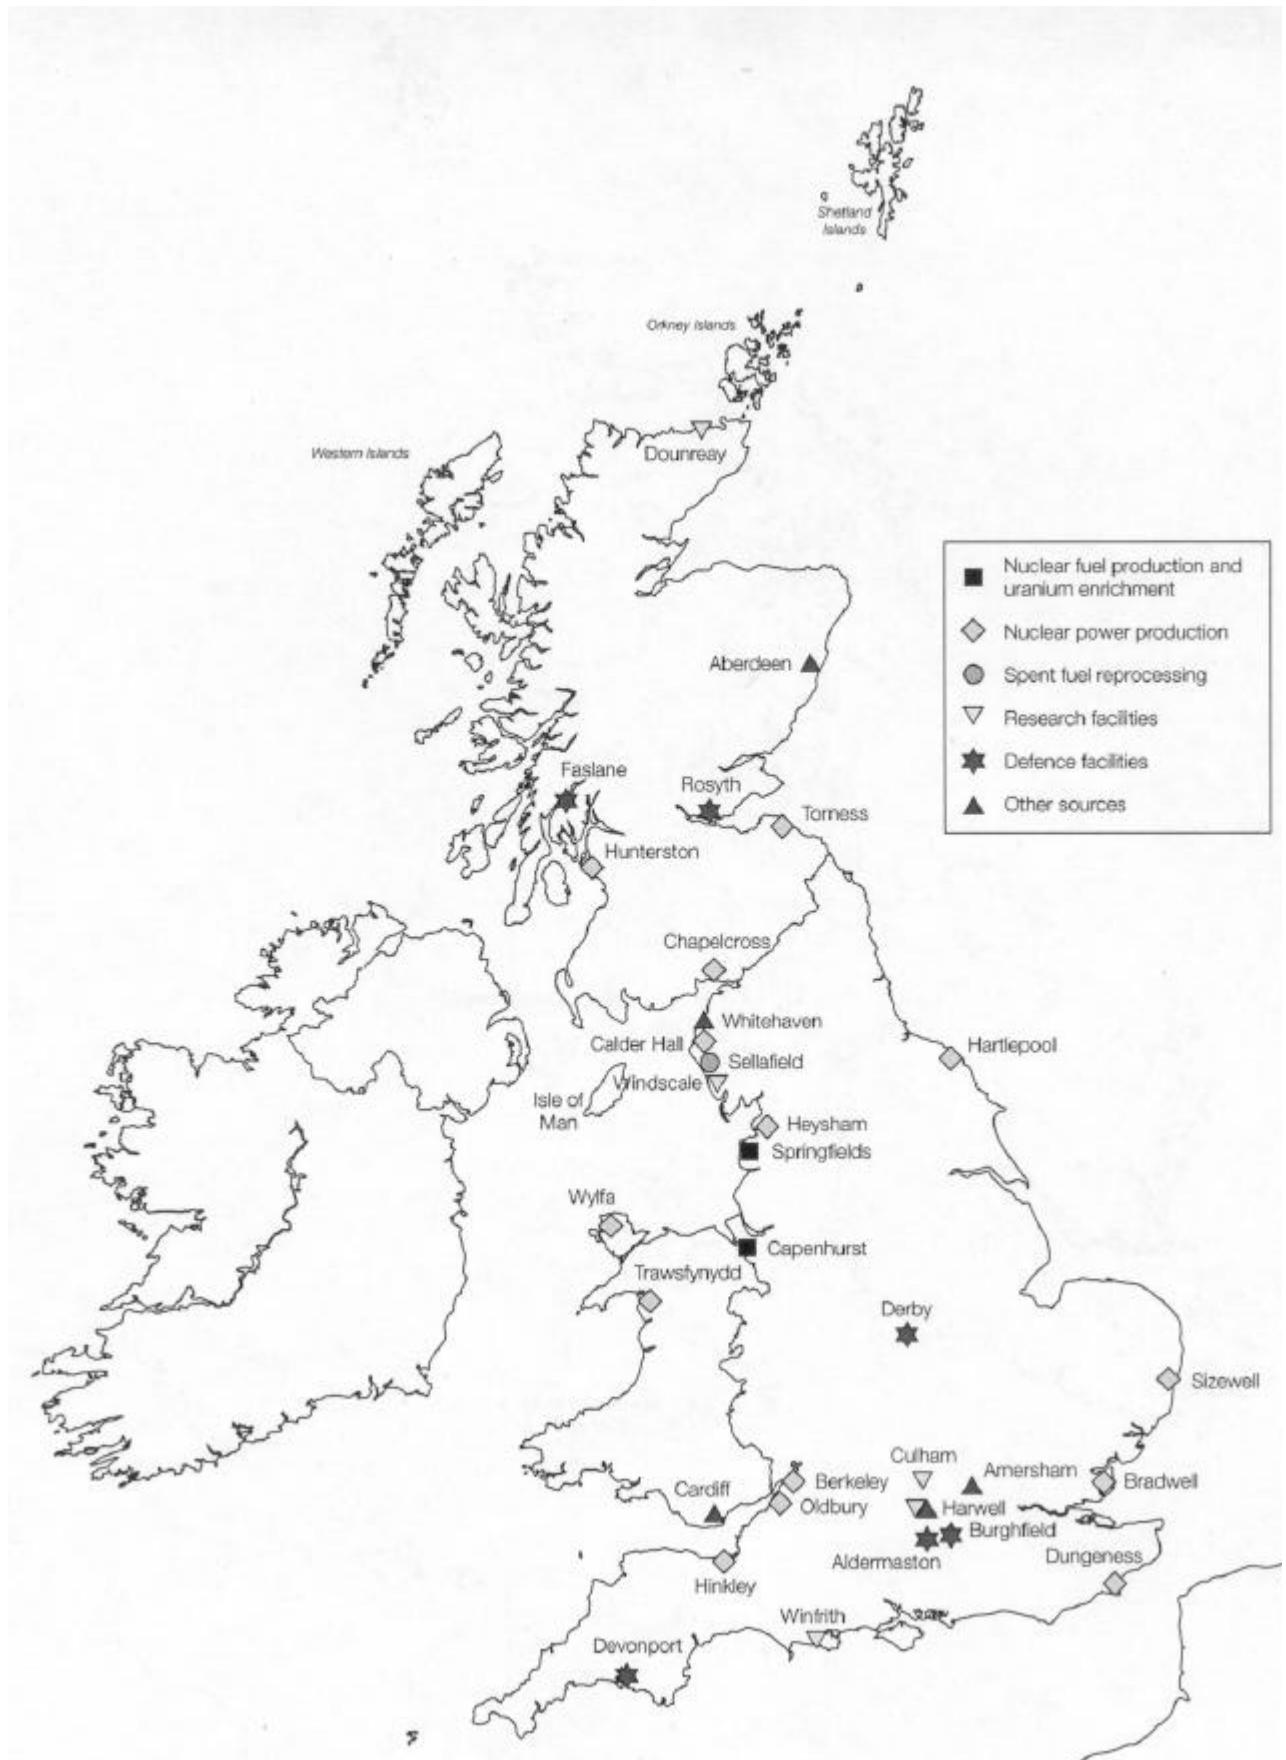 Shetland
Islands
Orkney Islands
Western Islands
Dounreay
Nuclear fuel production and
uranium enrichment
Nuclear power production
Spent fuel reprocessing
Research facilities
Defence facilities
Other sources
Aberdeen
Faslane
Rosyth
Torness
Hunterston
Chapelcross
Whitehaven
Calder Hall
Hartlepool
Sellafield
Windscale
Isle of
Man
Heysham
Springfields
Wylfa
Capenhurst
Trawsfynydd
Derby
Sizewell
Culham
Amersham
Berkeley
Bradwell
Cardiff
Oldbury
Harwell
Burghfield
Aldermaston
Dungeness
Hinkley
Winfrith
Devonport